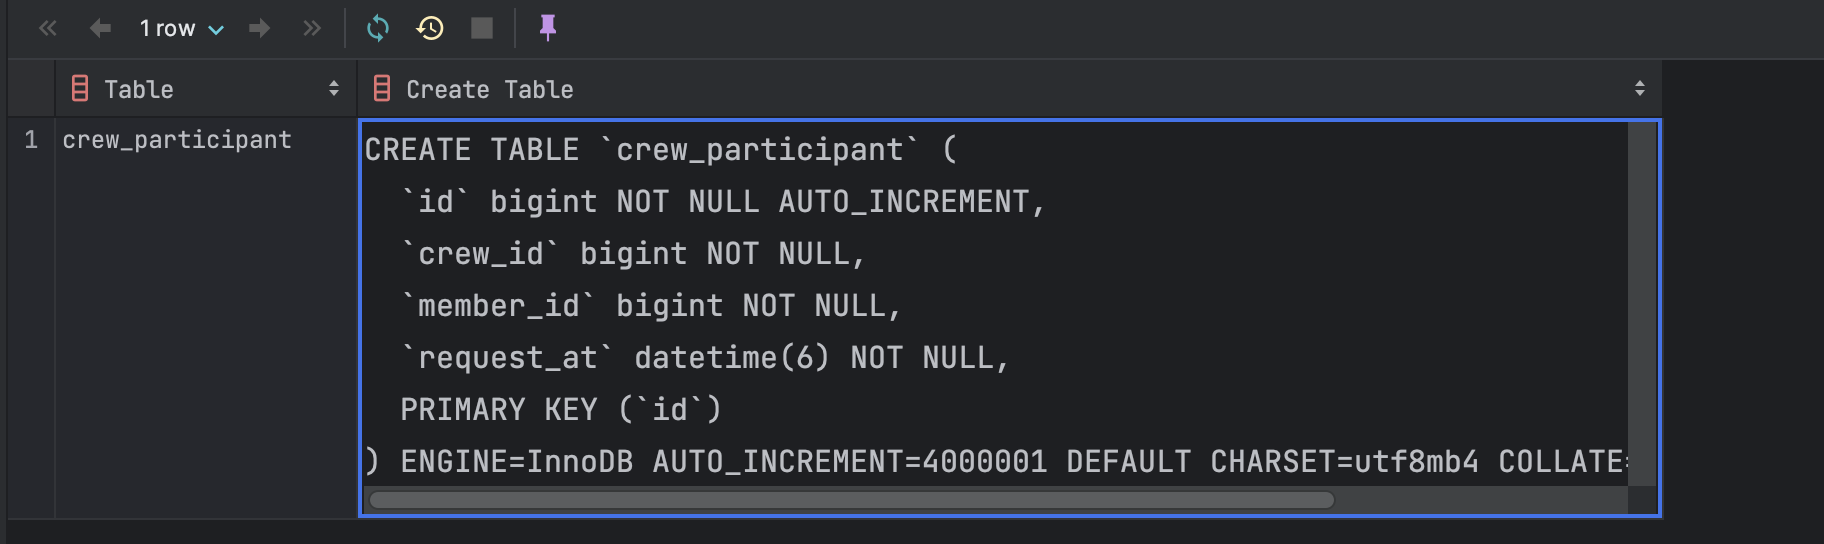 1 row
Table
Create Table
1
crew_participant
CREATE TABLE `crew_participant` (
  `id` bigint NOT NULL AUTO_INCREMENT,
  `crew_id` bigint NOT NULL,
  `member_id` bigint NOT NULL,
  `request_at` datetime(6) NOT NULL,
  PRIMARY KEY (`id`)
) ENGINE=InnoDB AUTO_INCREMENT=4000001 DEFAULT CHARSET=utf8mb4 COLLATE=